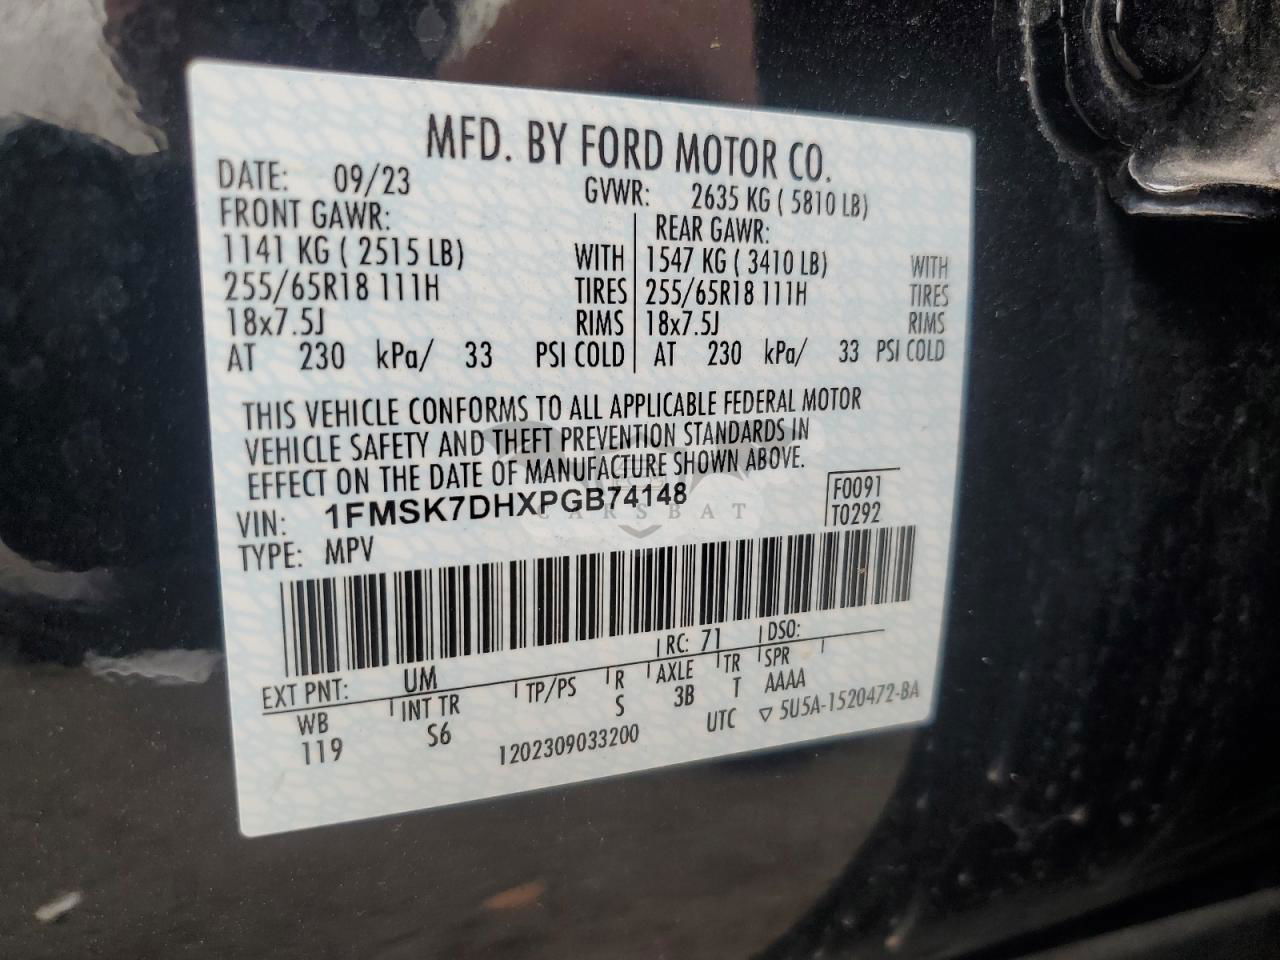 MFD. BY FORD MOTOR CO.
DATE: 09/23 GVWR: 2635 KG ( 5810 LB)
FRONT GAWR: REAR GAWR:
1141 KG ( 2515 LB) WITH 1547 KG ( 3410 LB) WITH
255/65R18 111H TIRES 255/65R18 111H TIRES
18x7.5J RIMS 18x7.5J RIMS
AT 230 kPa/ 33 PSI COLD AT 230 kPa/ 33 PSI COLD
THIS VEHICLE CONFORMS TO ALL APPLICABLE FEDERAL MOTOR
VEHICLE SAFETY AND THEFT PREVENTION STANDARDS IN
EFFECT ON THE DATE OF MANUFACTURE SHOWN ABOVE.
VIN: 1FMSK7DHXPGB74148 F0091
TYPE: MPV T0292
CARSBAT
EXT PNT: UM RC: 71 DSO:
WB INT TR TP/PS R AXLE TR SPR
119 S6 S 3B T AAAA
1202309033200 UTC ▽ 5U5A-1520472-BA